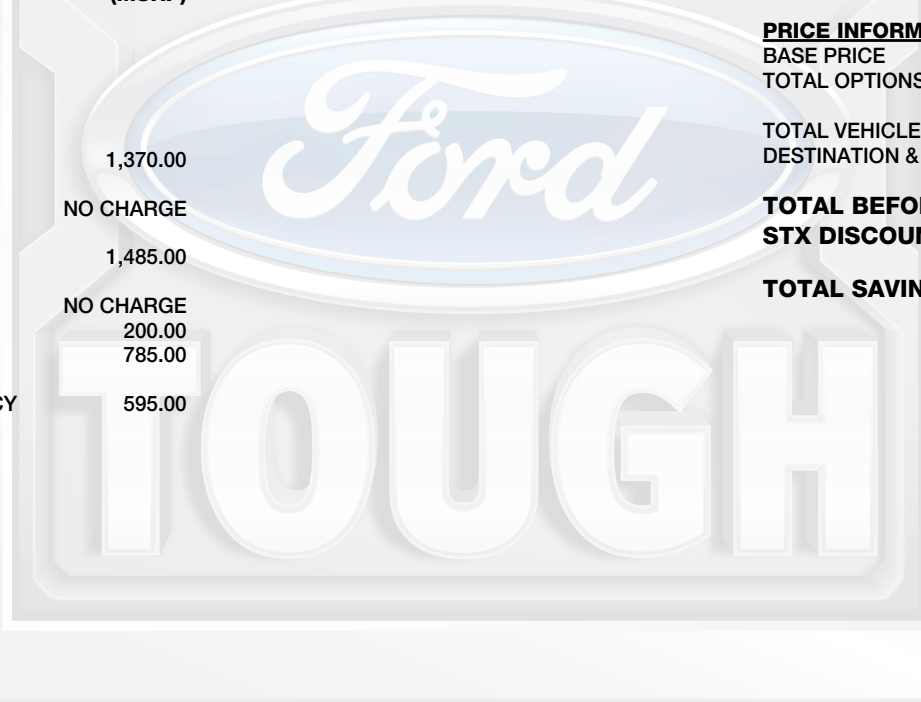 (MSRP)
1,370.00
NO CHARGE
1,485.00
NO CHARGE
200.00
785.00
CY 595.00
PRICE INFORM
BASE PRICE
TOTAL OPTIONS
TOTAL VEHICLE
DESTINATION &
TOTAL BEFO
STX DISCOU
TOTAL SAVIN
Ford
TOUGH